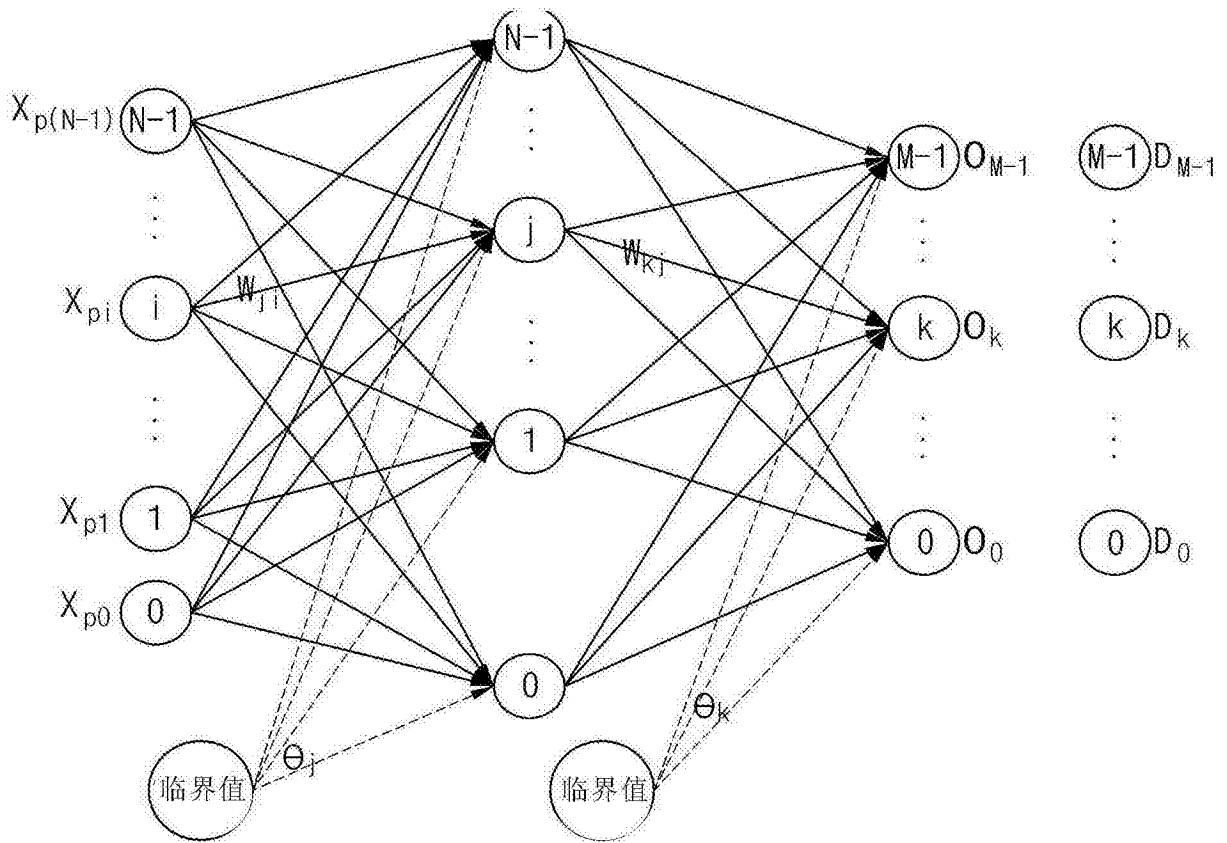 N-1
X_p(N-1) N-1
M-1 O_M-1 M-1 D_M-1
j
W_ji
W_kj
X_pi i
k O_k k D_k
1
X_p1 1
0 O_0 0 D_0
X_p0 0
0
θ_k
θ_j
临界值
临界值